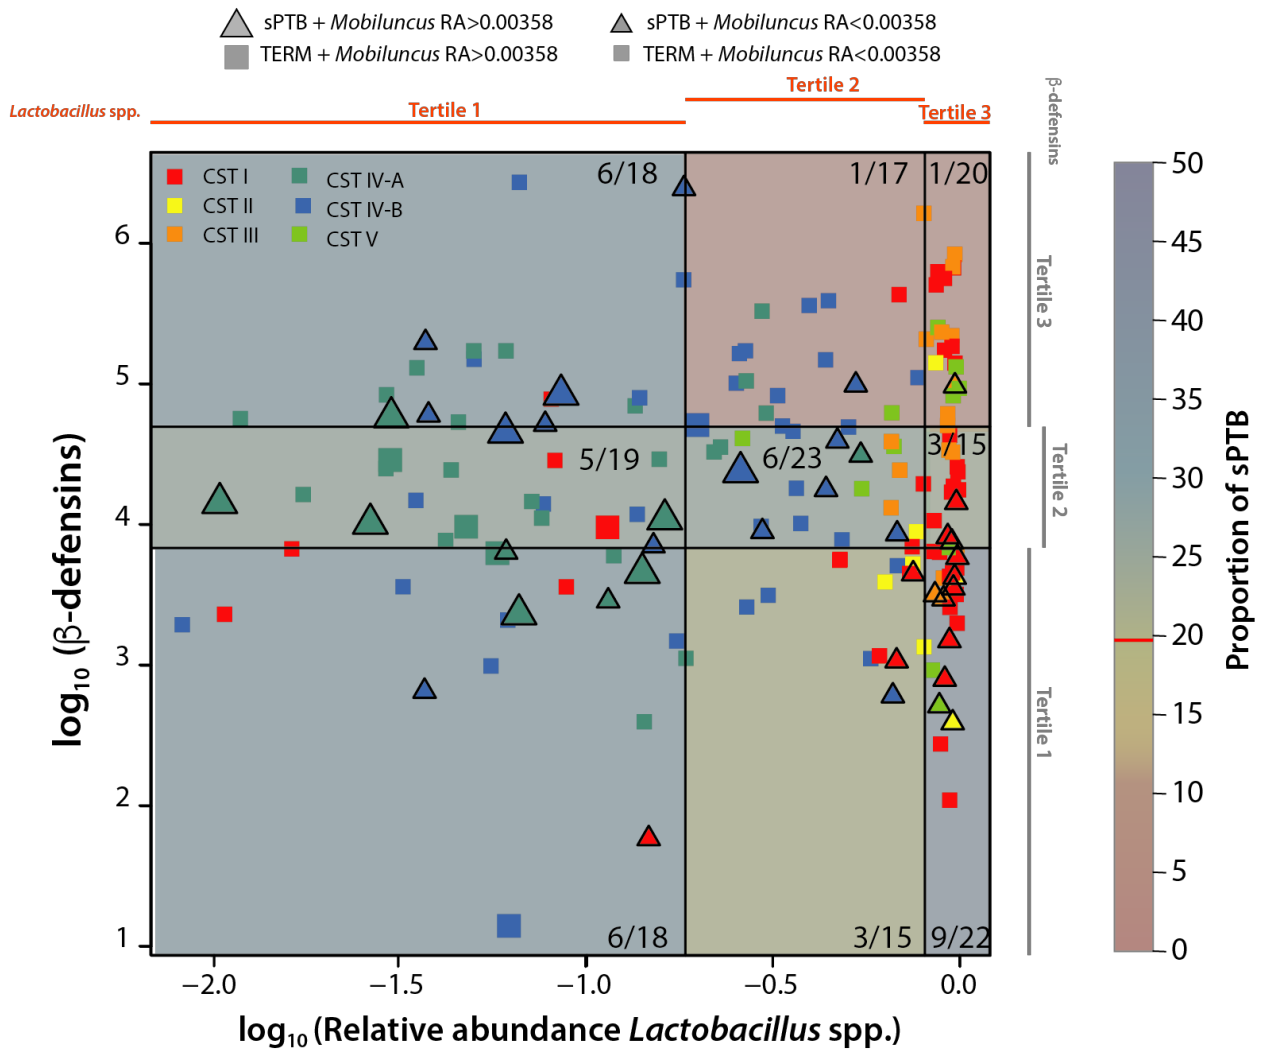 sPTB + Mobiluncus RA>0.00358
sPTB + Mobiluncus RA<0.00358
TERM + Mobiluncus RA>0.00358
TERM + Mobiluncus RA<0.00358
Lactobacillus spp.
Tertile 1
Tertile 2
Tertile 3
β-defensins
CST I
CST II
CST III
CST IV-A
CST IV-B
CST V
6/18
1/17
1/20
5/19
6/23
3/15
6/18
3/15
9/22
Tertile 3
Tertile 2
Tertile 1
6
5
4
3
2
1
log10 (β-defensins)
−2.0
−1.5
−1.0
−0.5
0.0
log10 (Relative abundance Lactobacillus spp.)
50
45
40
35
30
25
20
15
10
5
0
Proportion of sPTB